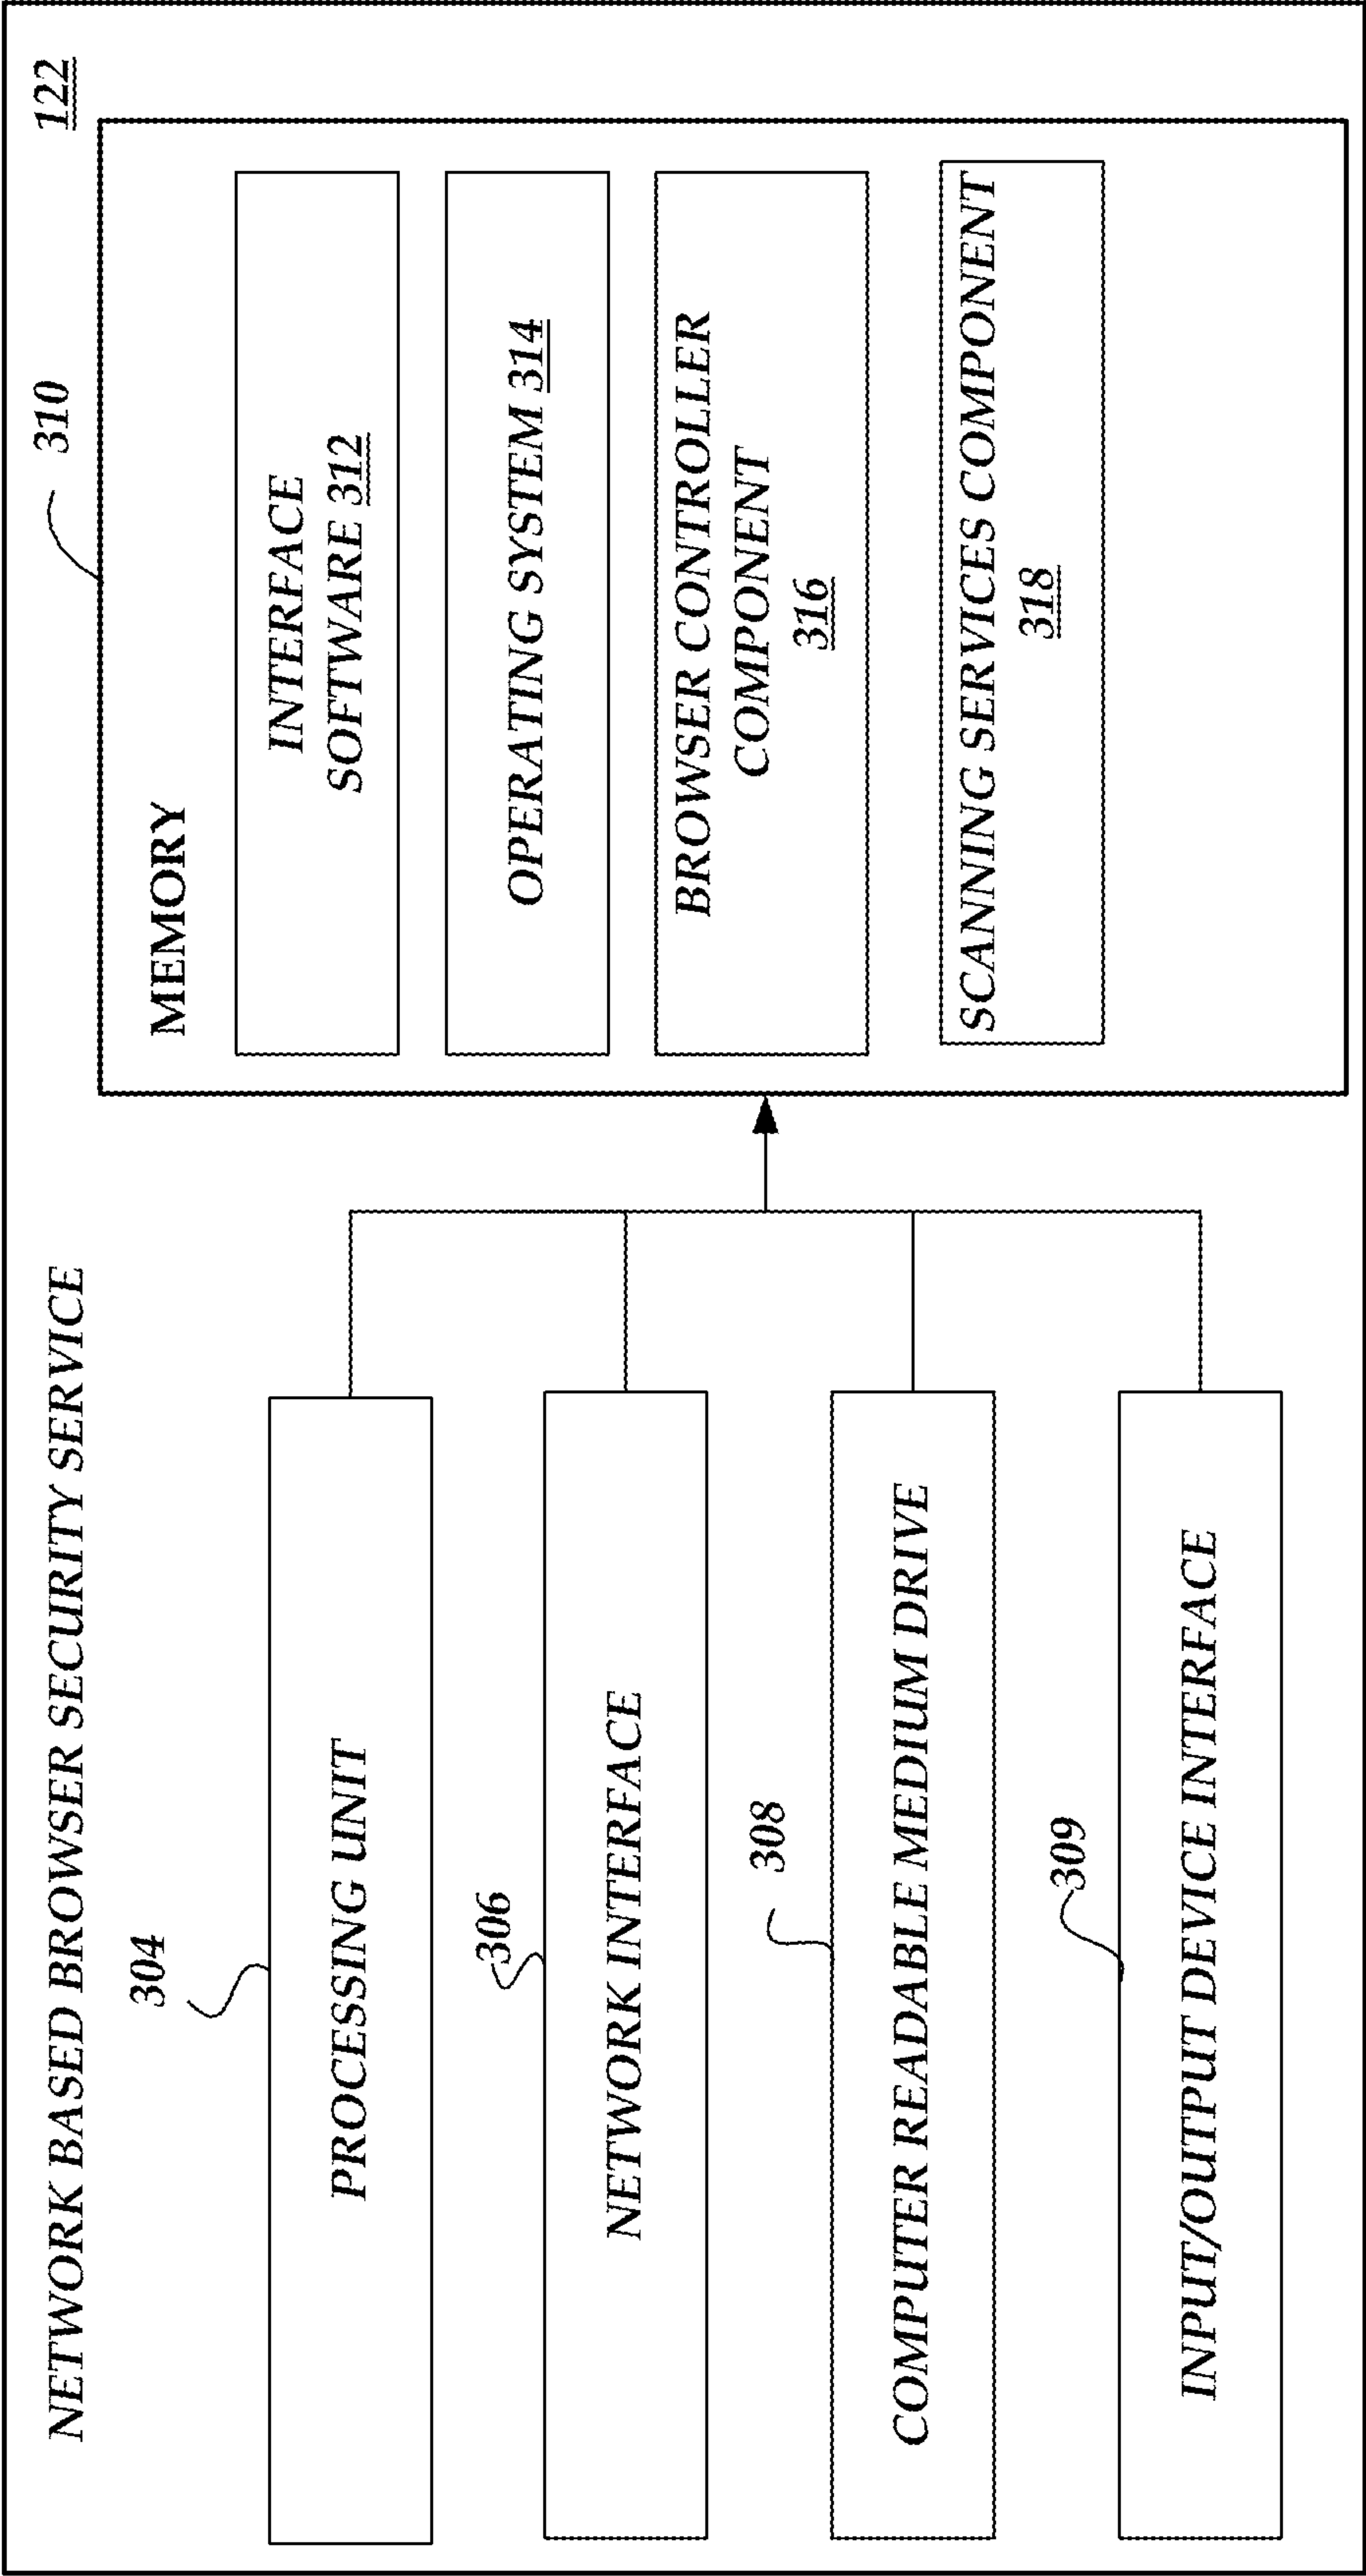 NETWORK BASED BROWSER SECURITY SERVICE
122
304
PROCESSING UNIT
306
NETWORK INTERFACE
308
COMPUTER READABLE MEDIUM DRIVE
309
INPUT/OUTPUT DEVICE INTERFACE
310
MEMORY
INTERFACE
SOFTWARE 312
OPERATING SYSTEM 314
BROWSER CONTROLLER
COMPONENT
316
SCANNING SERVICES COMPONENT
318